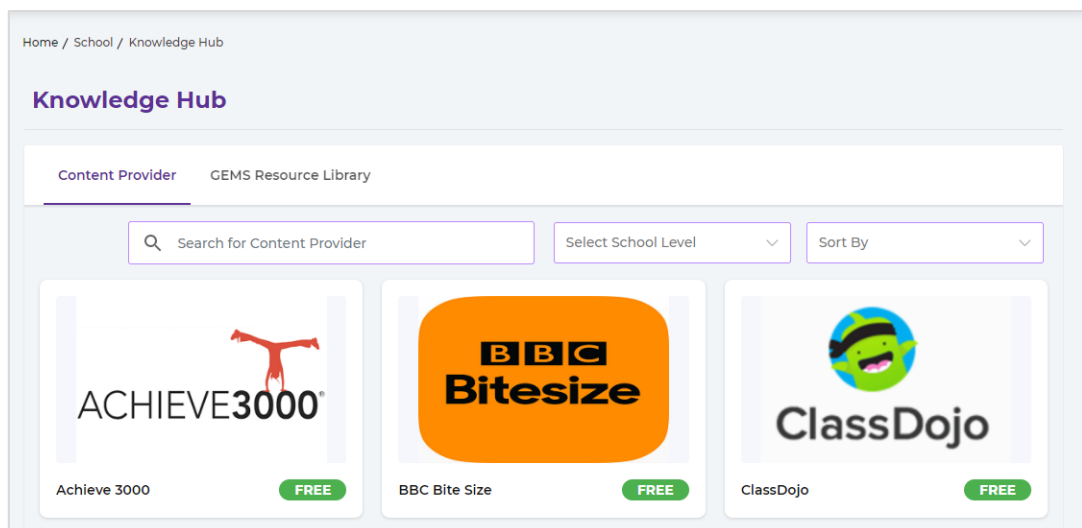 Home / School / Knowledge Hub
Knowledge Hub
Content Provider GEMS Resource Library
Search for Content Provider Select School Level Sort By
ACHIEVE3000®
BBC
Bitesize
ClassDojo
Achieve 3000 FREE
BBC Bite Size FREE
ClassDojo FREE